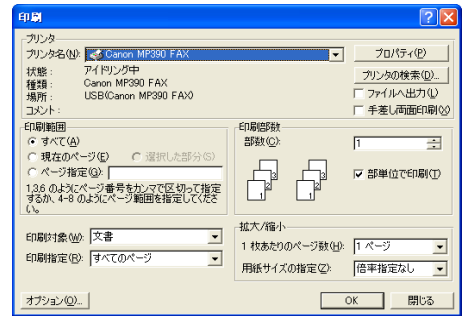 印刷
プリンタ
プリンタ名(N): Canon MP390 FAX プロパティ(P)
状態: アイドリング中 プリンタの検索(D)...
種類: Canon MP390 FAX
場所: USB(Canon MP390 FAX) ファイルへ出力(L)
コメント: 手差し両面印刷(X)
印刷範囲
すべて(A)
現在のページ(E) 選択した部分(S)
ページ指定(G):
1,3,6 のようにページ番号をカンマで区切って指定
するか、4-8 のようにページ範囲を指定してくださ
い。
印刷部数
部数(C): 1
1 1 2 2 3 3
部単位で印刷(T)
印刷対象(W): 文書
印刷指定(R): すべてのページ
拡大/縮小
1 枚あたりのページ数(H): 1 ページ
用紙サイズの指定(Z): 倍率指定なし
オプション(O)... OK 閉じる